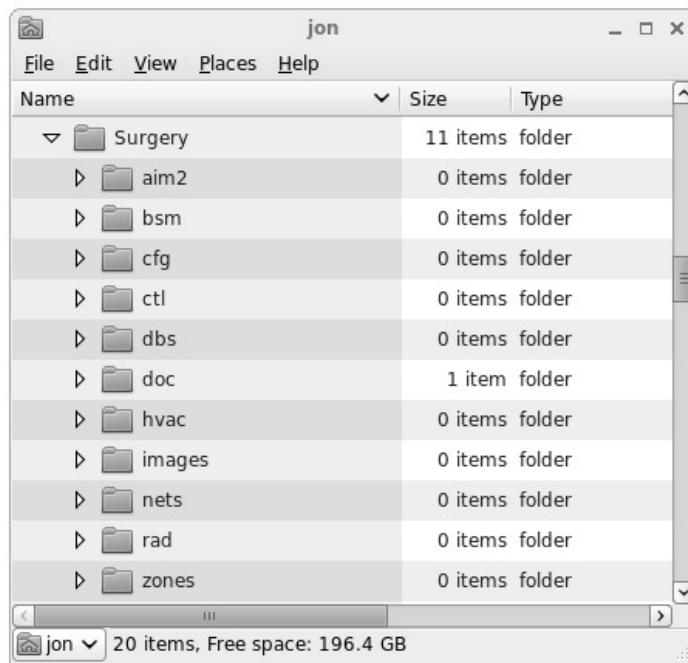 jon
File Edit View Places Help
Name Size Type
Surgery 11 items folder
aim2 0 items folder
bsm 0 items folder
cfg 0 items folder
ctl 0 items folder
dbs 0 items folder
doc 1 item folder
hvac 0 items folder
images 0 items folder
nets 0 items folder
rad 0 items folder
zones 0 items folder
jon 20 items, Free space: 196.4 GB